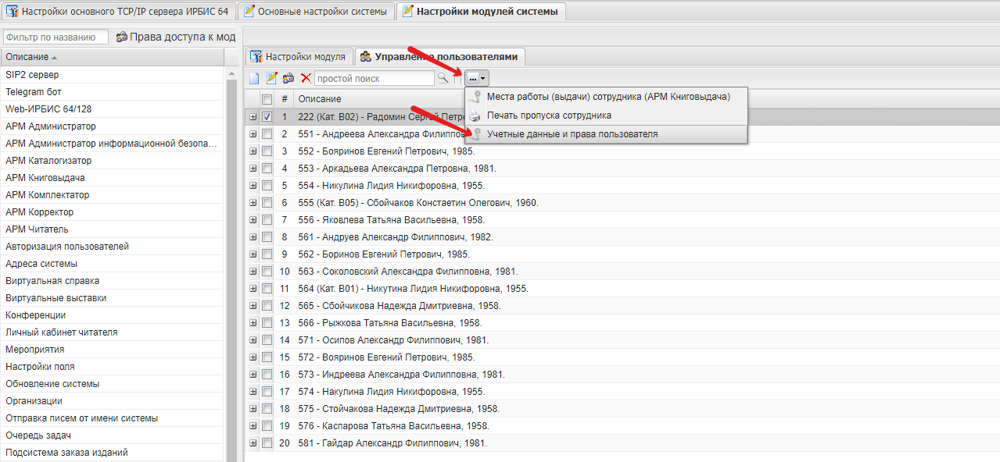 Настройки основного TCP/IP сервера ИРБИС 64
Основные настройки системы
Настройки модулей системы
Фильтр по названию
Права доступа к мод
Описание
SIP2 сервер
Telegram бот
Web-ИРБИС 64/128
АРМ Администратор
АРМ Администратор информационной безопа...
АРМ Каталогизатор
АРМ Книговыдача
АРМ Комплектатор
АРМ Корректор
АРМ Читатель
Авторизация пользователей
Адреса системы
Виртуальная справка
Виртуальные выставки
Конференции
Личный кабинет читателя
Мероприятия
Настройки поля
Обновление системы
Организации
Отправка писем от имени системы
Очередь задач
Подсистема заказа изданий
Настройки модуля
Управление пользователями
простой поиск
...
Места работы (выдачи) сотрудника (АРМ Книговыдача)
Печать пропуска сотрудника
Учетные данные и права пользователя
# Описание
1 222 (Кат. B02) - Радомин Сергей Петро
2 551 - Андреева Александра Филиппов
3 552 - Бояринов Евгений Петрович, 1985.
4 553 - Аркадьева Александра Петровна, 1981.
5 554 - Никулина Лидия Никифоровна, 1955.
6 555 (Кат. B05) - Сбойчаков Констаетин Олегович, 1960.
7 556 - Яковлева Татьяна Васильевна, 1958.
8 561 - Андруев Александр Филиппович, 1982.
9 562 - Боринов Евгений Петрович, 1985.
10 563 - Соколовский Александра Филипповна, 1981.
11 564 (Кат. B01) - Никутина Лидия Никифоровна, 1955.
12 565 - Сбойчикова Надежда Дмитриевна, 1958.
13 566 - Рыжкова Татьяна Васильевна, 1958.
14 571 - Осипов Александр Филиппович, 1981.
15 572 - Вояринов Евгений Петрович, 1985.
16 573 - Индреева Александра Филипповна, 1981.
17 574 - Накулина Лидия Никифоровна, 1955.
18 575 - Стойчакова Надежда Дмитриевна, 1958.
19 576 - Каспарова Татьяна Васильевна, 1958.
20 581 - Гайдар Александр Филиппович, 1981.